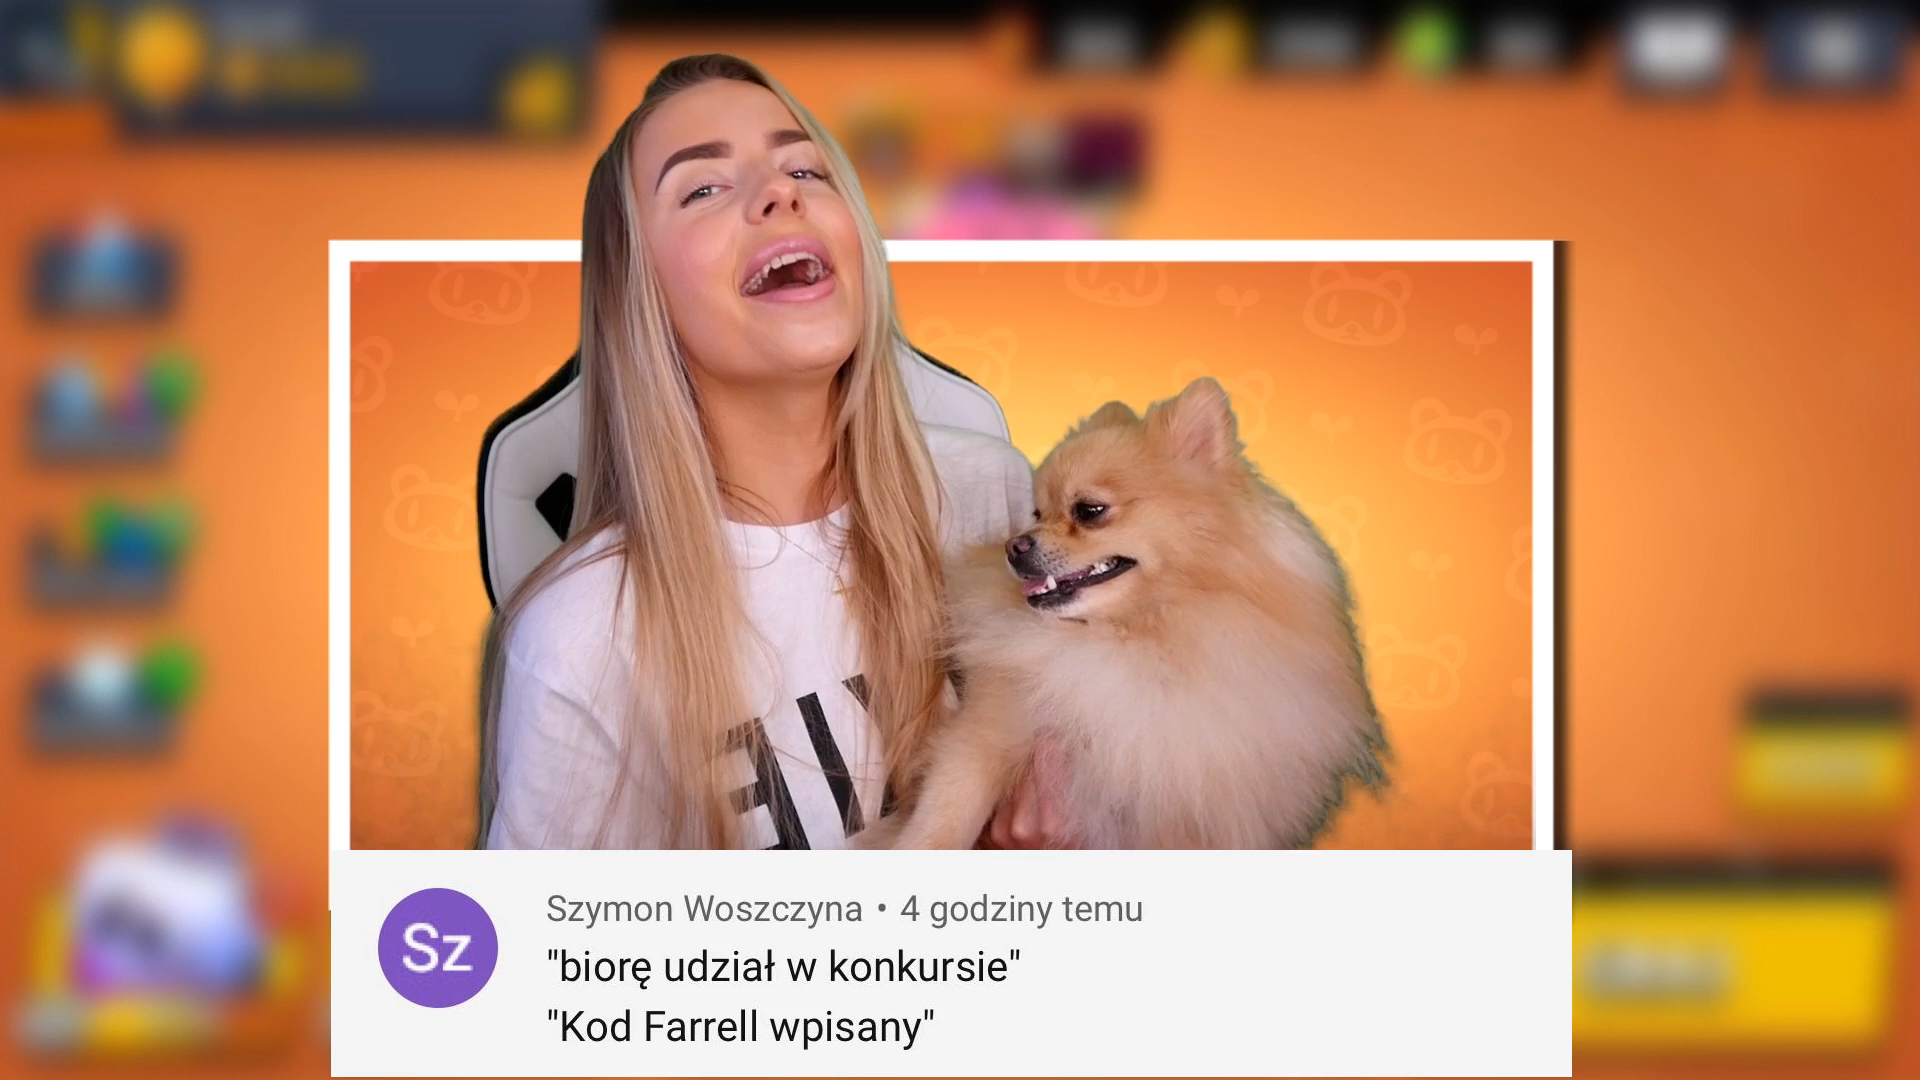 Sz
Szymon Woszczyna • 4 godziny temu
"biorę udział w konkursie"
"Kod Farrell wpisany"